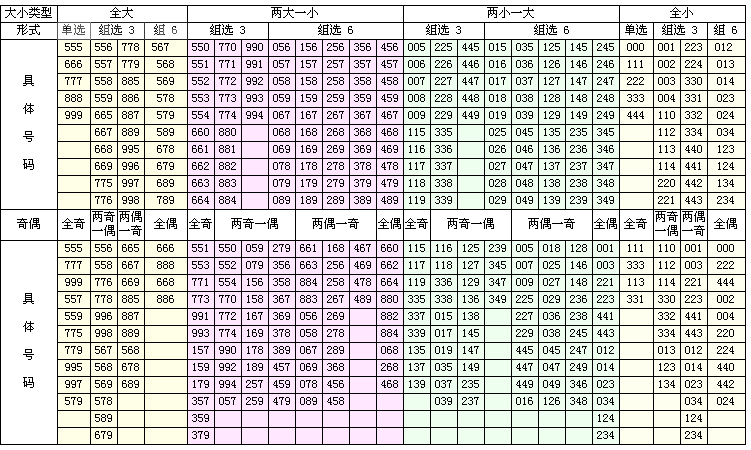 大小类型 全大 两大一小 两小一大 全小
形式 单选 组选 3 组 6 组选 3 组选 6 组选 3 组选 6 单选 组选 3 组 6
具体号码
555 556 778 567 550 770 990 056 156 256 356 456 005 225 445 015 035 125 145 245 000 001 223 012
666 557 779 568 551 771 991 057 157 257 357 457 006 226 446 016 036 126 146 246 111 002 224 013
777 558 885 569 552 772 992 058 158 258 358 458 007 227 447 017 037 127 147 247 222 003 330 014
888 559 886 578 553 773 993 059 159 259 359 459 008 228 448 018 038 128 148 248 333 004 331 023
999 665 887 579 554 774 994 067 167 267 367 467 009 229 449 019 039 129 149 249 444 110 332 024
667 889 589 660 880 068 168 268 368 468 115 335 025 045 135 235 345 112 334 034
668 995 678 661 881 069 169 269 369 469 116 336 026 046 136 236 346 113 440 123
669 996 679 662 882 078 178 278 378 478 117 337 027 047 137 237 347 114 441 124
775 997 689 663 883 079 179 279 379 479 118 338 028 048 138 238 348 220 442 134
776 998 789 664 884 089 189 289 389 489 119 339 029 049 139 239 349 221 443 234
奇偶 全奇 两奇一偶 两偶一奇 全偶 全奇 两奇一偶 两偶一奇 全偶 全奇 两奇一偶 两偶一奇 全偶 全奇 两奇一偶 两偶一奇 全偶
具体号码
555 556 665 666 551 550 059 279 661 168 467 660 115 116 125 239 005 018 128 001 111 110 001 000
777 558 667 668 553 552 079 356 663 256 469 662 117 118 127 345 007 025 146 003 333 112 003 222
999 776 669 668 771 554 156 358 884 258 478 664 119 336 129 347 009 027 148 221 113 114 221 444
557 778 885 886 773 770 158 367 883 267 489 880 335 338 136 349 225 029 236 223 331 330 223 002
559 996 887 991 772 167 369 056 269 882 337 015 138 227 036 238 441 332 441 004
775 998 889 993 774 169 378 058 278 884 339 017 145 229 038 245 443 334 443 220
779 567 568 157 990 178 389 067 289 068 135 019 147 445 045 247 012 013 012 224
995 568 678 159 992 189 457 069 368 268 137 035 149 447 047 249 014 123 014 440
997 569 689 179 994 257 459 078 456 468 139 037 235 449 049 346 023 134 023 442
579 578 357 057 259 479 089 458 039 237 016 126 348 034 034 024
589 359 124 124
679 379 234 234